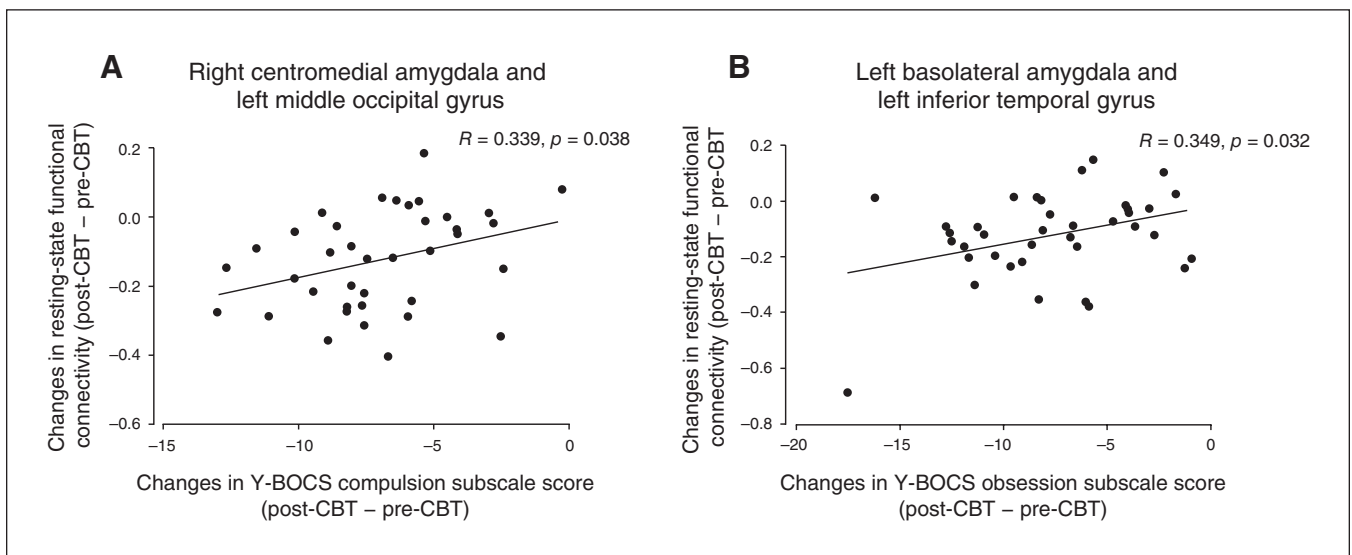 A
Right centromedial amygdala and
left middle occipital gyrus
R = 0.339, p = 0.038
Changes in resting-state functional
connectivity (post-CBT – pre-CBT)
0.2
0.0
–0.2
–0.4
–0.6
–15
–10
–5
0
Changes in Y-BOCS compulsion subscale score
(post-CBT – pre-CBT)
B
Left basolateral amygdala and
left inferior temporal gyrus
R = 0.349, p = 0.032
Changes in resting-state functional
connectivity (post-CBT – pre-CBT
0.2
0.0
–0.2
–0.4
–0.6
–0.8
–20
–15
–10
–5
0
Changes in Y-BOCS obsession subscale score
(post-CBT – pre-CBT)